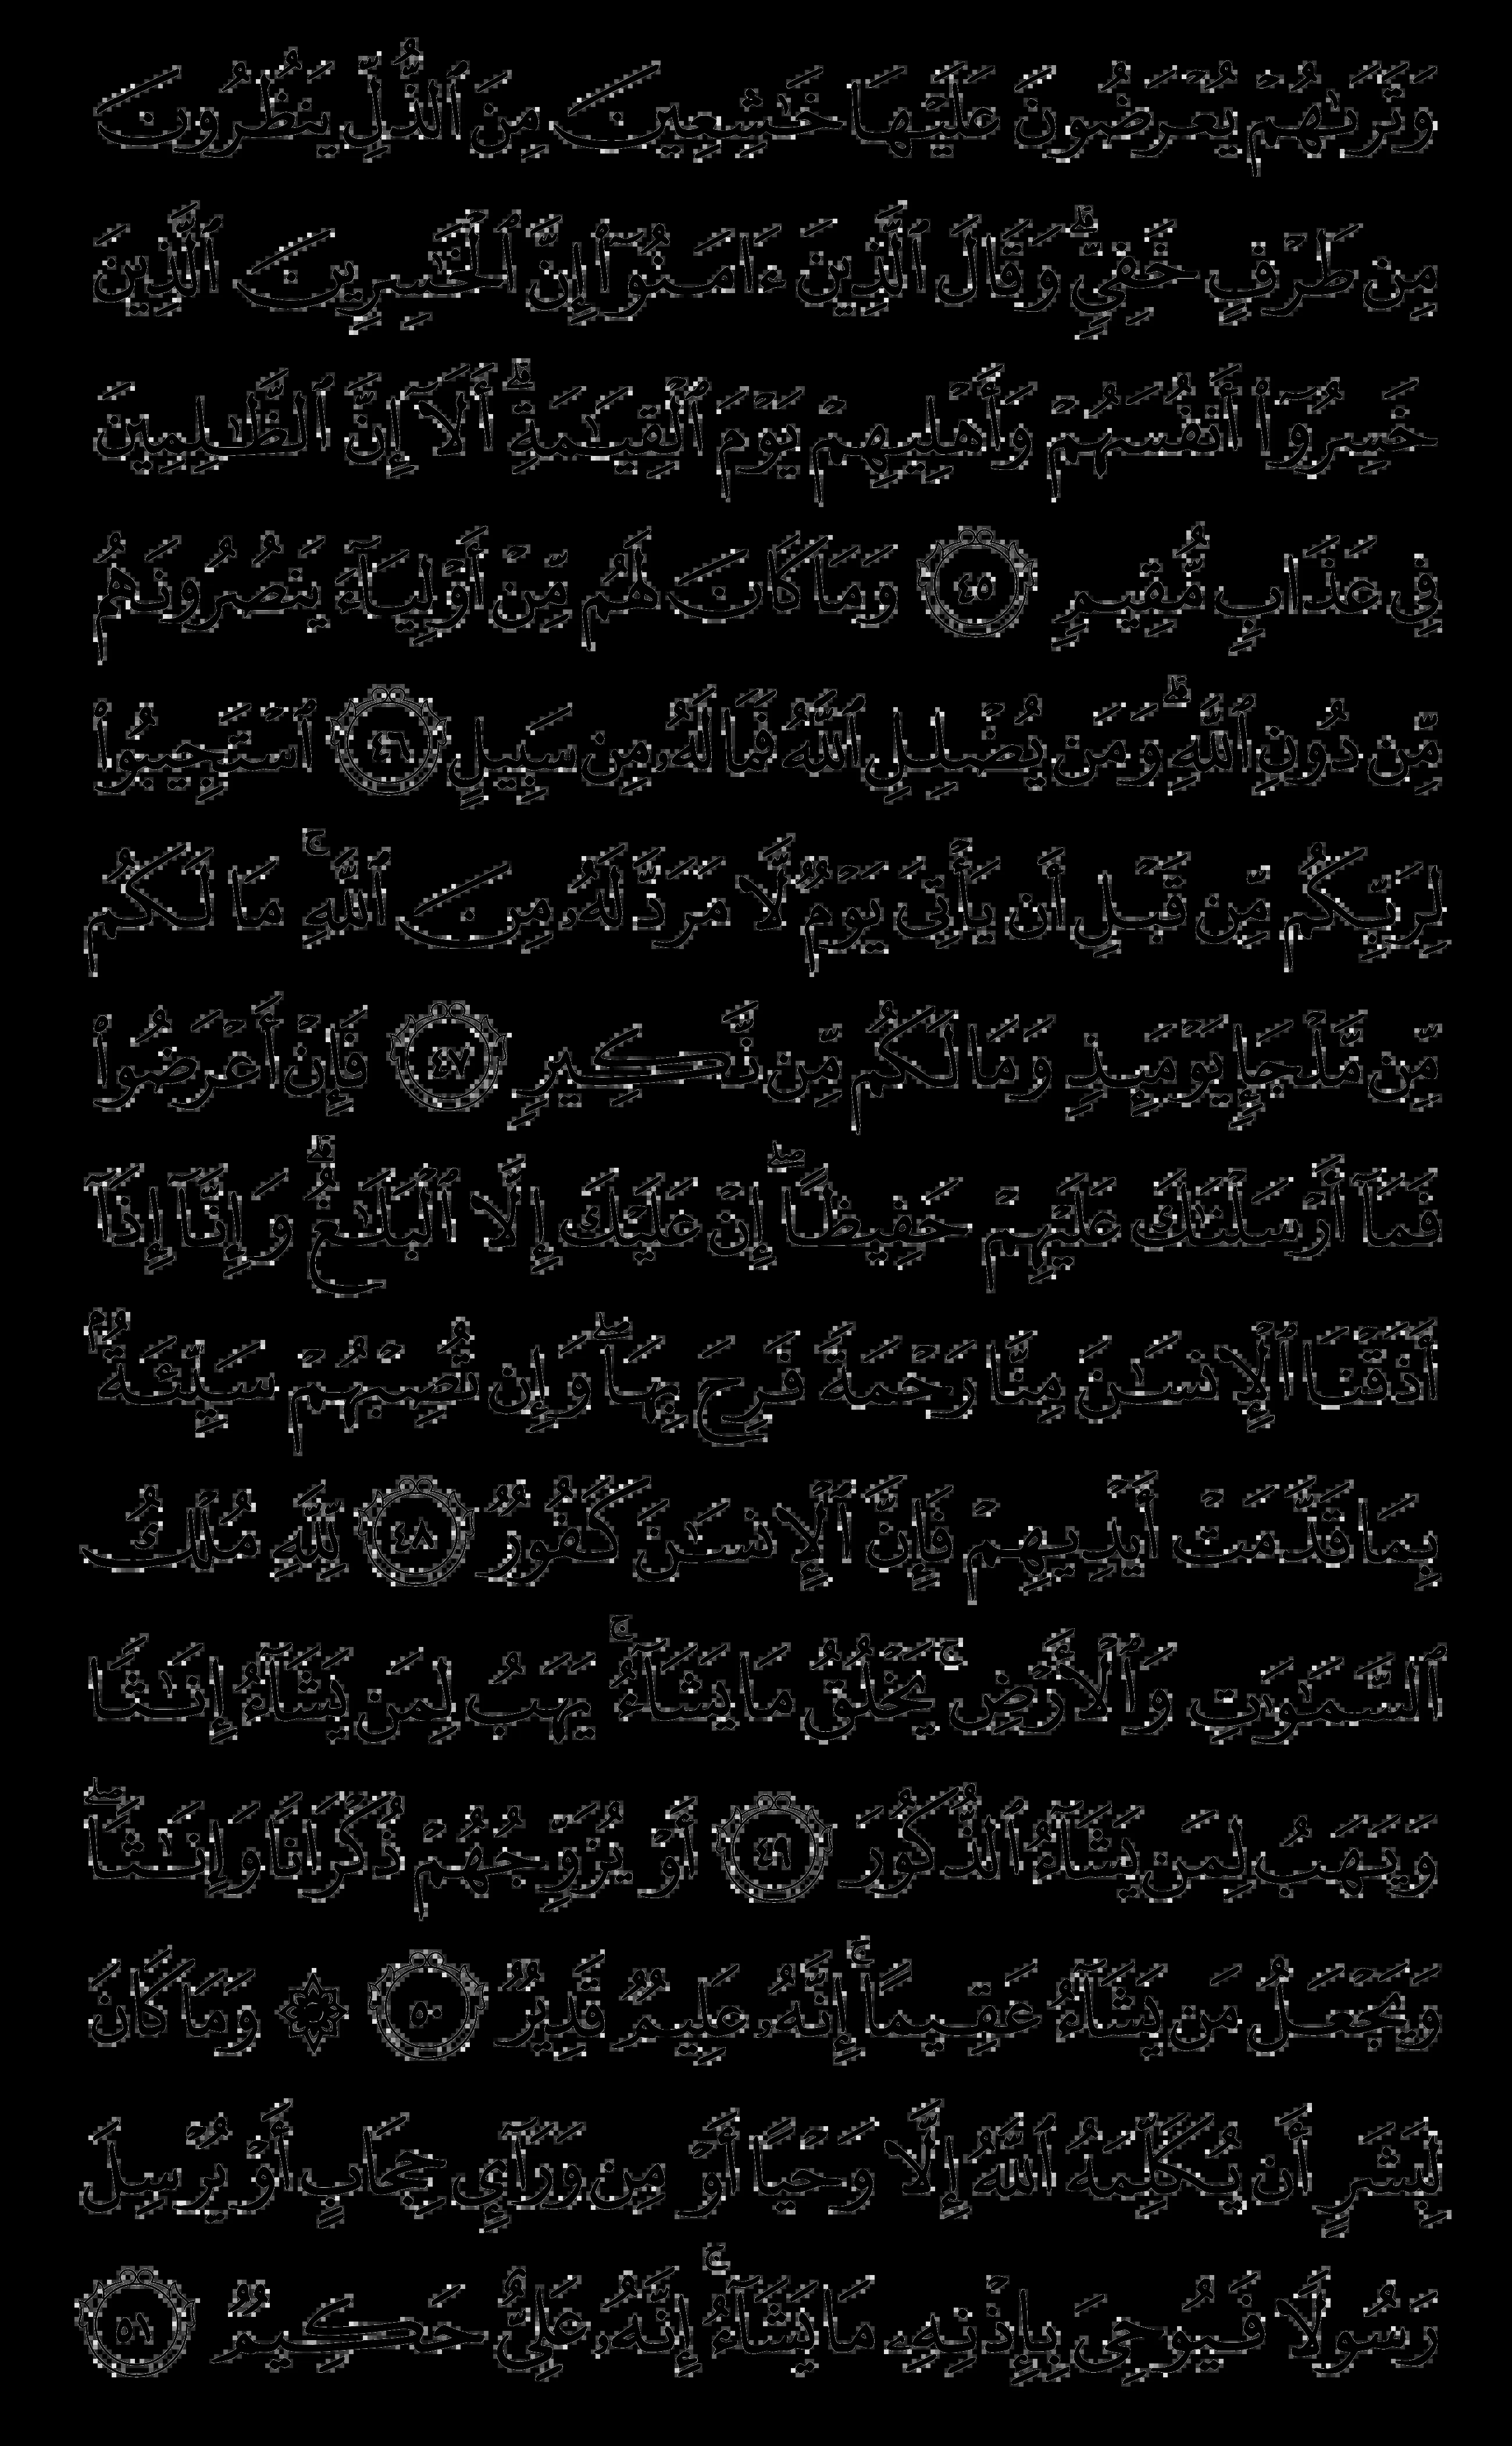 وَتَرَىٰهُمْ يُعْرَضُونَ عَلَيْهَا خَٰشِعِينَ مِنَ ٱلذُّلِّ يَنظُرُونَ
مِن طَرْفٍ خَفِىٍّ ۗ وَقَالَ ٱلَّذِينَ ءَامَنُوٓا۟ إِنَّ ٱلْخَٰسِرِينَ ٱلَّذِينَ
خَسِرُوٓا۟ أَنفُسَهُمْ وَأَهْلِيهِمْ يَوْمَ ٱلْقِيَٰمَةِ ۗ أَلَآ إِنَّ ٱلظَّٰلِمِينَ
فِى عَذَابٍ مُّقِيمٍ ٤٥ وَمَا كَانَ لَهُم مِّنْ أَوْلِيَآءَ يَنصُرُونَهُم
مِّن دُونِ ٱللَّهِ ۗ وَمَن يُضْلِلِ ٱللَّهُ فَمَا لَهُۥ مِن سَبِيلٍ ٤٦ ٱسْتَجِيبُوا۟
لِرَبِّكُم مِّن قَبْلِ أَن يَأْتِىَ يَوْمٌ لَّا مَرَدَّ لَهُۥ مِنَ ٱللَّهِ ۚ مَا لَكُم
مِّن مَّلْجَإٍ يَوْمَئِذٍ وَمَا لَكُم مِّن نَّكِيرٍ ٤٧ فَإِنْ أَعْرَضُوا۟
فَمَآ أَرْسَلْنَٰكَ عَلَيْهِمْ حَفِيظًا ۖ إِنْ عَلَيْكَ إِلَّا ٱلْبَلَٰغُ ۗ وَإِنَّآ إِذَآ
أَذَقْنَا ٱلْإِنسَٰنَ مِنَّا رَحْمَةً فَرِحَ بِهَا ۖ وَإِن تُصِبْهُمْ سَيِّئَةٌۢ
بِمَا قَدَّمَتْ أَيْدِيهِمْ فَإِنَّ ٱلْإِنسَٰنَ كَفُورٌ ٤٨ لِّلَّهِ مُلْكُ
ٱلسَّمَٰوَٰتِ وَٱلْأَرْضِ ۚ يَخْلُقُ مَا يَشَآءُ ۚ يَهَبُ لِمَن يَشَآءُ إِنَٰثًا
وَيَهَبُ لِمَن يَشَآءُ ٱلذُّكُورَ ٤٩ أَوْ يُزَوِّجُهُمْ ذُكْرَانًا وَإِنَٰثًا ۖ
وَيَجْعَلُ مَن يَشَآءُ عَقِيمًا ۚ إِنَّهُۥ عَلِيمٌ قَدِيرٌ ٥٠ ۞ وَمَا كَانَ
لِبَشَرٍ أَن يُكَلِّمَهُ ٱللَّهُ إِلَّا وَحْيًا أَوْ مِن وَرَآئِ حِجَابٍ أَوْ يُرْسِلَ
رَسُولًا فَيُوحِىَ بِإِذْنِهِۦ مَا يَشَآءُ ۚ إِنَّهُۥ عَلِىٌّ حَكِيمٌ ٥١